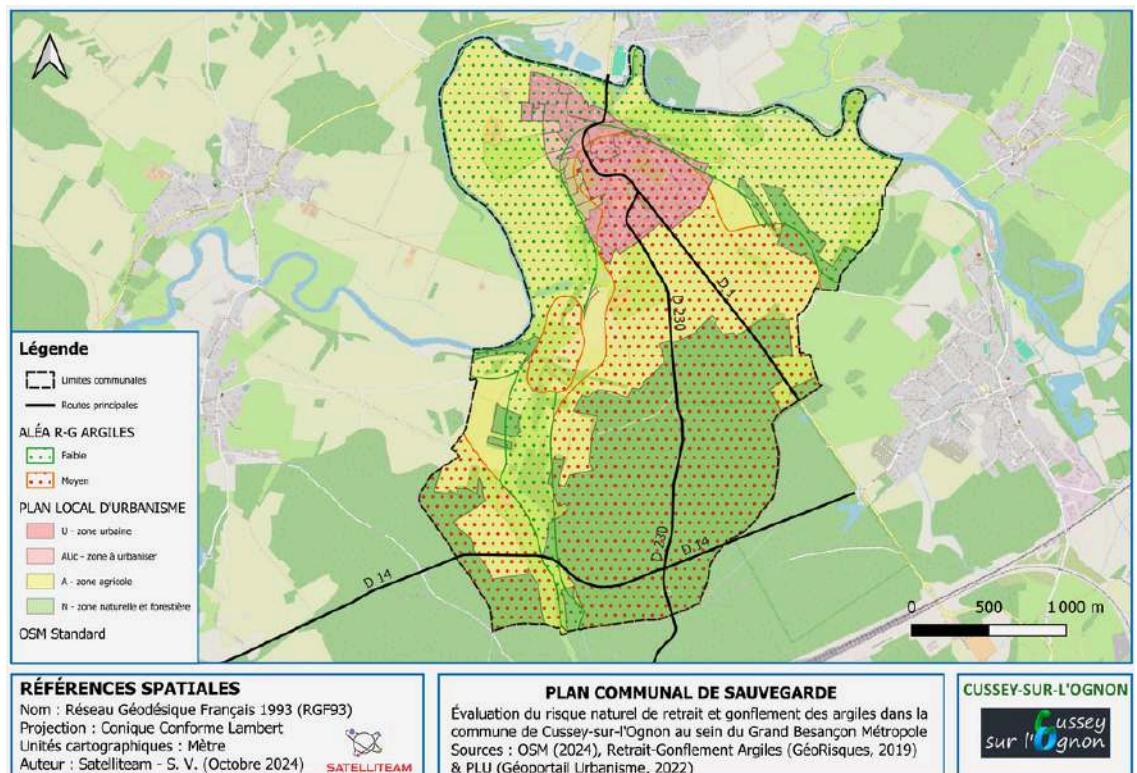 D 1
D 230
D 230
D 14
D 14
Légende
Limites communales
Routes principales
ALÉA R-G ARGILES
Faible
Moyen
PLAN LOCAL D'URBANISME
U - zone urbaine
AUc - zone à urbaniser
A - zone agricole
N - zone naturelle et forestière
OSM Standard
0 500 1 000 m
RÉFÉRENCES SPATIALES
Nom : Réseau Géodésique Français 1993 (RGF93)
Projection : Conique Conforme Lambert
Unités cartographiques : Mètre
Auteur : Satelliteam - S. V. (Octobre 2024)
SATELLITEAM
PLAN COMMUNAL DE SAUVEGARDE
Évaluation du risque naturel de retrait et gonflement des argiles dans la
commune de Cussey-sur-l'Ognon au sein du Grand Besançon Métropole
Sources : OSM (2024), Retrait-Gonflement Argiles (GéoRisques, 2019)
& PLU (Géoportail Urbanisme, 2022)
CUSSEY-SUR-L'OGNON
Cussey
sur l'Ognon